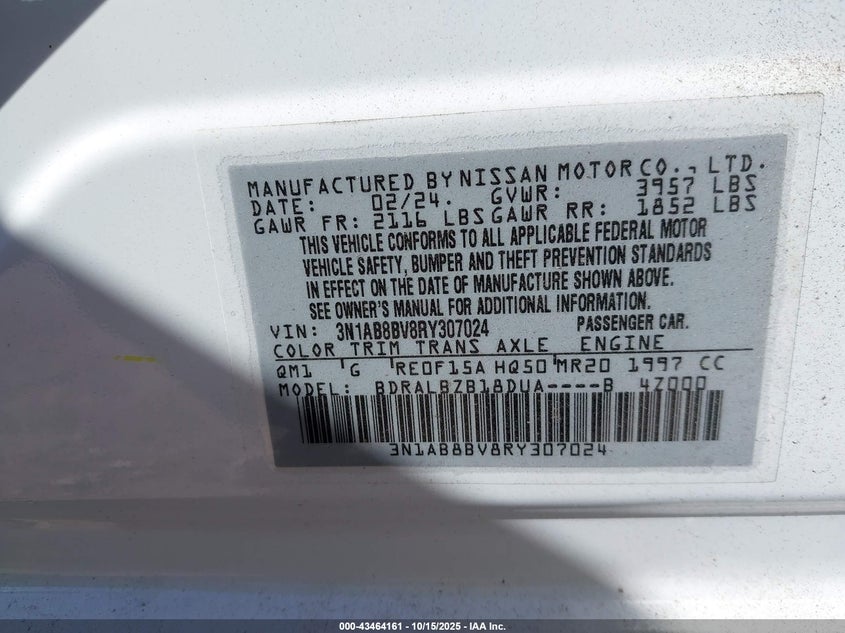 MANUFACTURED BY NISSAN MOTOR CO., LTD.
DATE: 02/24. GVWR: 3957 LBS
GAWR FR: 2116 LBS GAWR RR: 1852 LBS
THIS VEHICLE CONFORMS TO ALL APPLICABLE FEDERAL MOTOR
VEHICLE SAFETY, BUMPER AND THEFT PREVENTION STANDARDS
IN EFFECT ON THE DATE OF MANUFACTURE SHOWN ABOVE.
SEE OWNER'S MANUAL FOR ADDITIONAL INFORMATION.
VIN: 3N1AB8BV8RY307024 PASSENGER CAR.
COLOR TRIM TRANS AXLE ENGINE
QM1 G RE0F15A HQ50 MR20 1997 CC
MODEL: BDRALBZB18DUA----B 4Z000
3N1AB8BV8RY307024
000-43464161 - 10/15/2025 - IAA Inc.